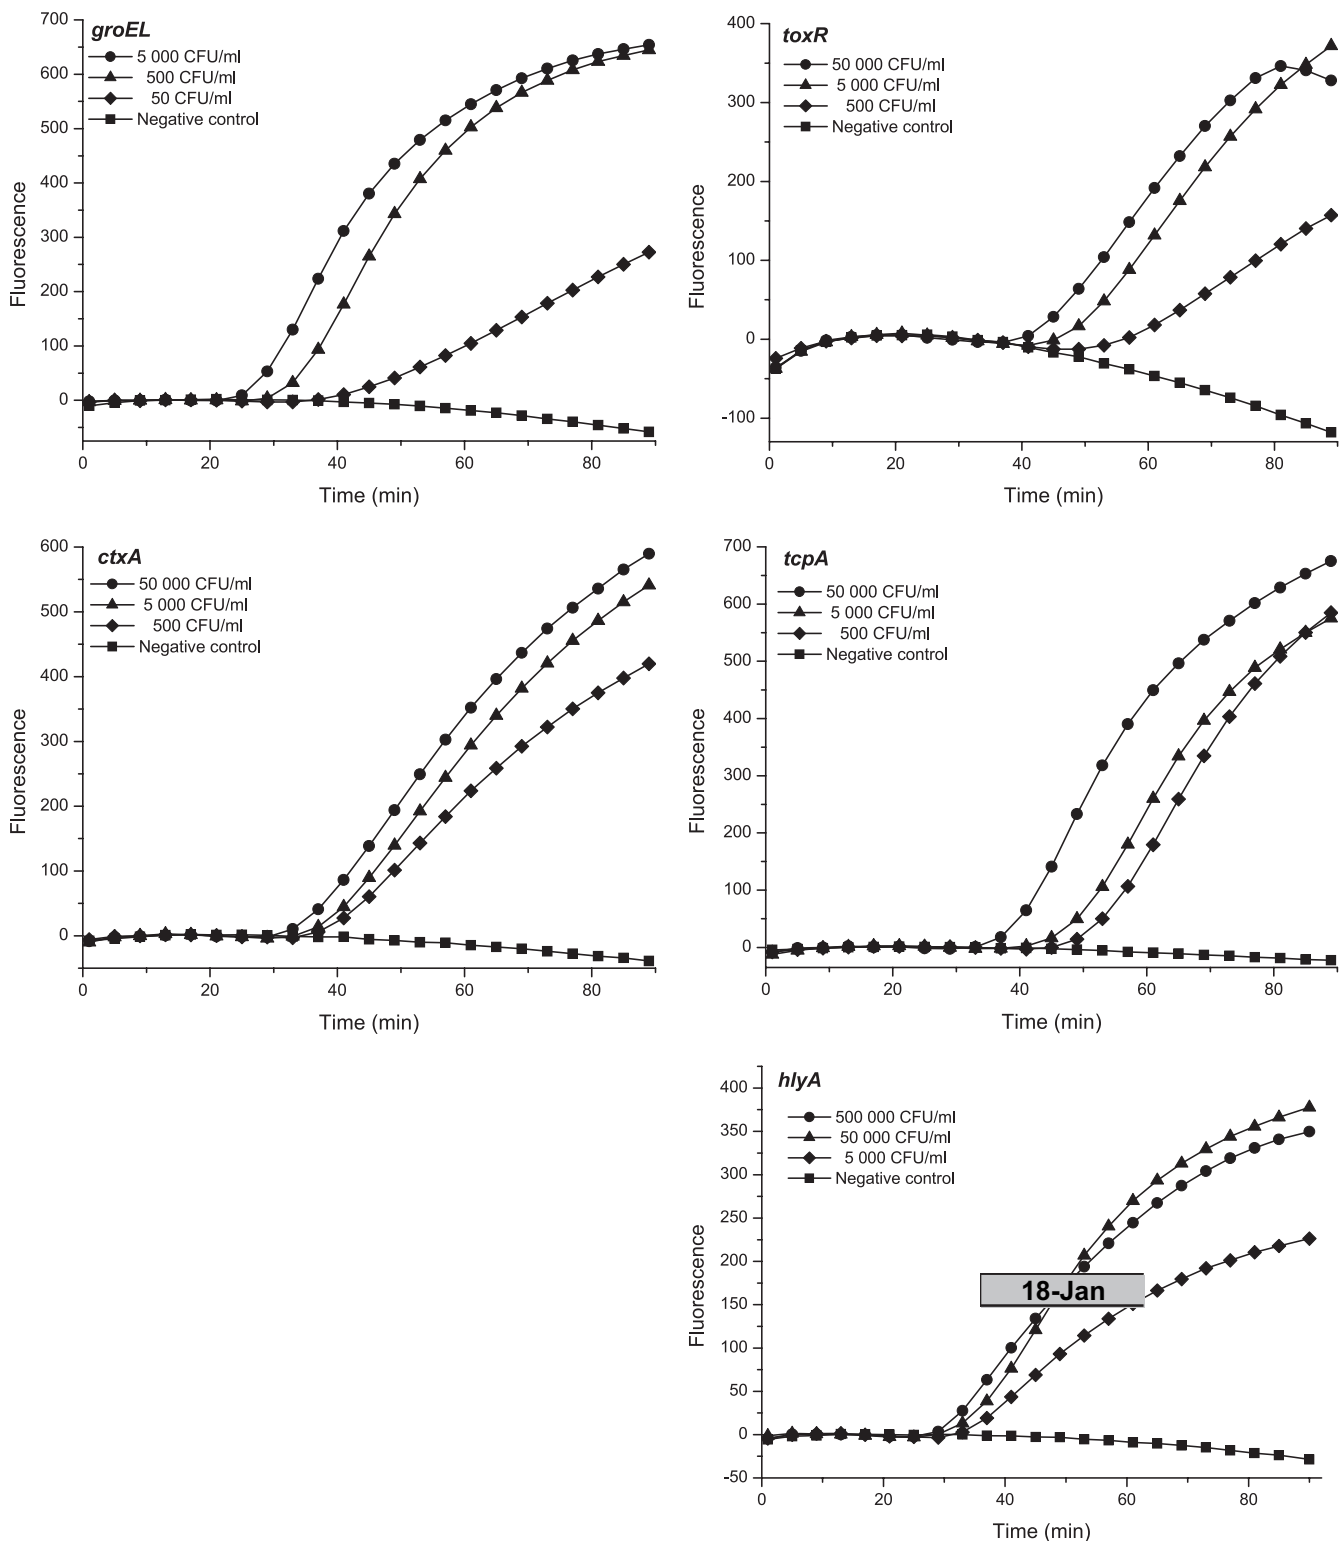 groEL
5 000 CFU/ml
500 CFU/ml
50 CFU/ml
Negative control
700
600
500
400
300
200
100
0
Fluorescence
0 20 40 60 80
Time (min)
toxR
50 000 CFU/ml
5 000 CFU/ml
500 CFU/ml
Negative control
400
300
200
100
0
-100
Fluorescence
0 20 40 60 80
Time (min)
ctxA
50 000 CFU/ml
5 000 CFU/ml
500 CFU/ml
Negative control
600
500
400
300
200
100
0
Fluorescence
0 20 40 60 80
Time (min)
tcpA
50 000 CFU/ml
5 000 CFU/ml
500 CFU/ml
Negative control
700
600
500
400
300
200
100
0
Fluorescence
0 20 40 60 80
Time (min)
hlyA
500 000 CFU/ml
50 000 CFU/ml
5 000 CFU/ml
Negative control
400
350
300
250
200
150
100
50
0
-50
Fluorescence
18-Jan
0 20 40 60 80
Time (min)